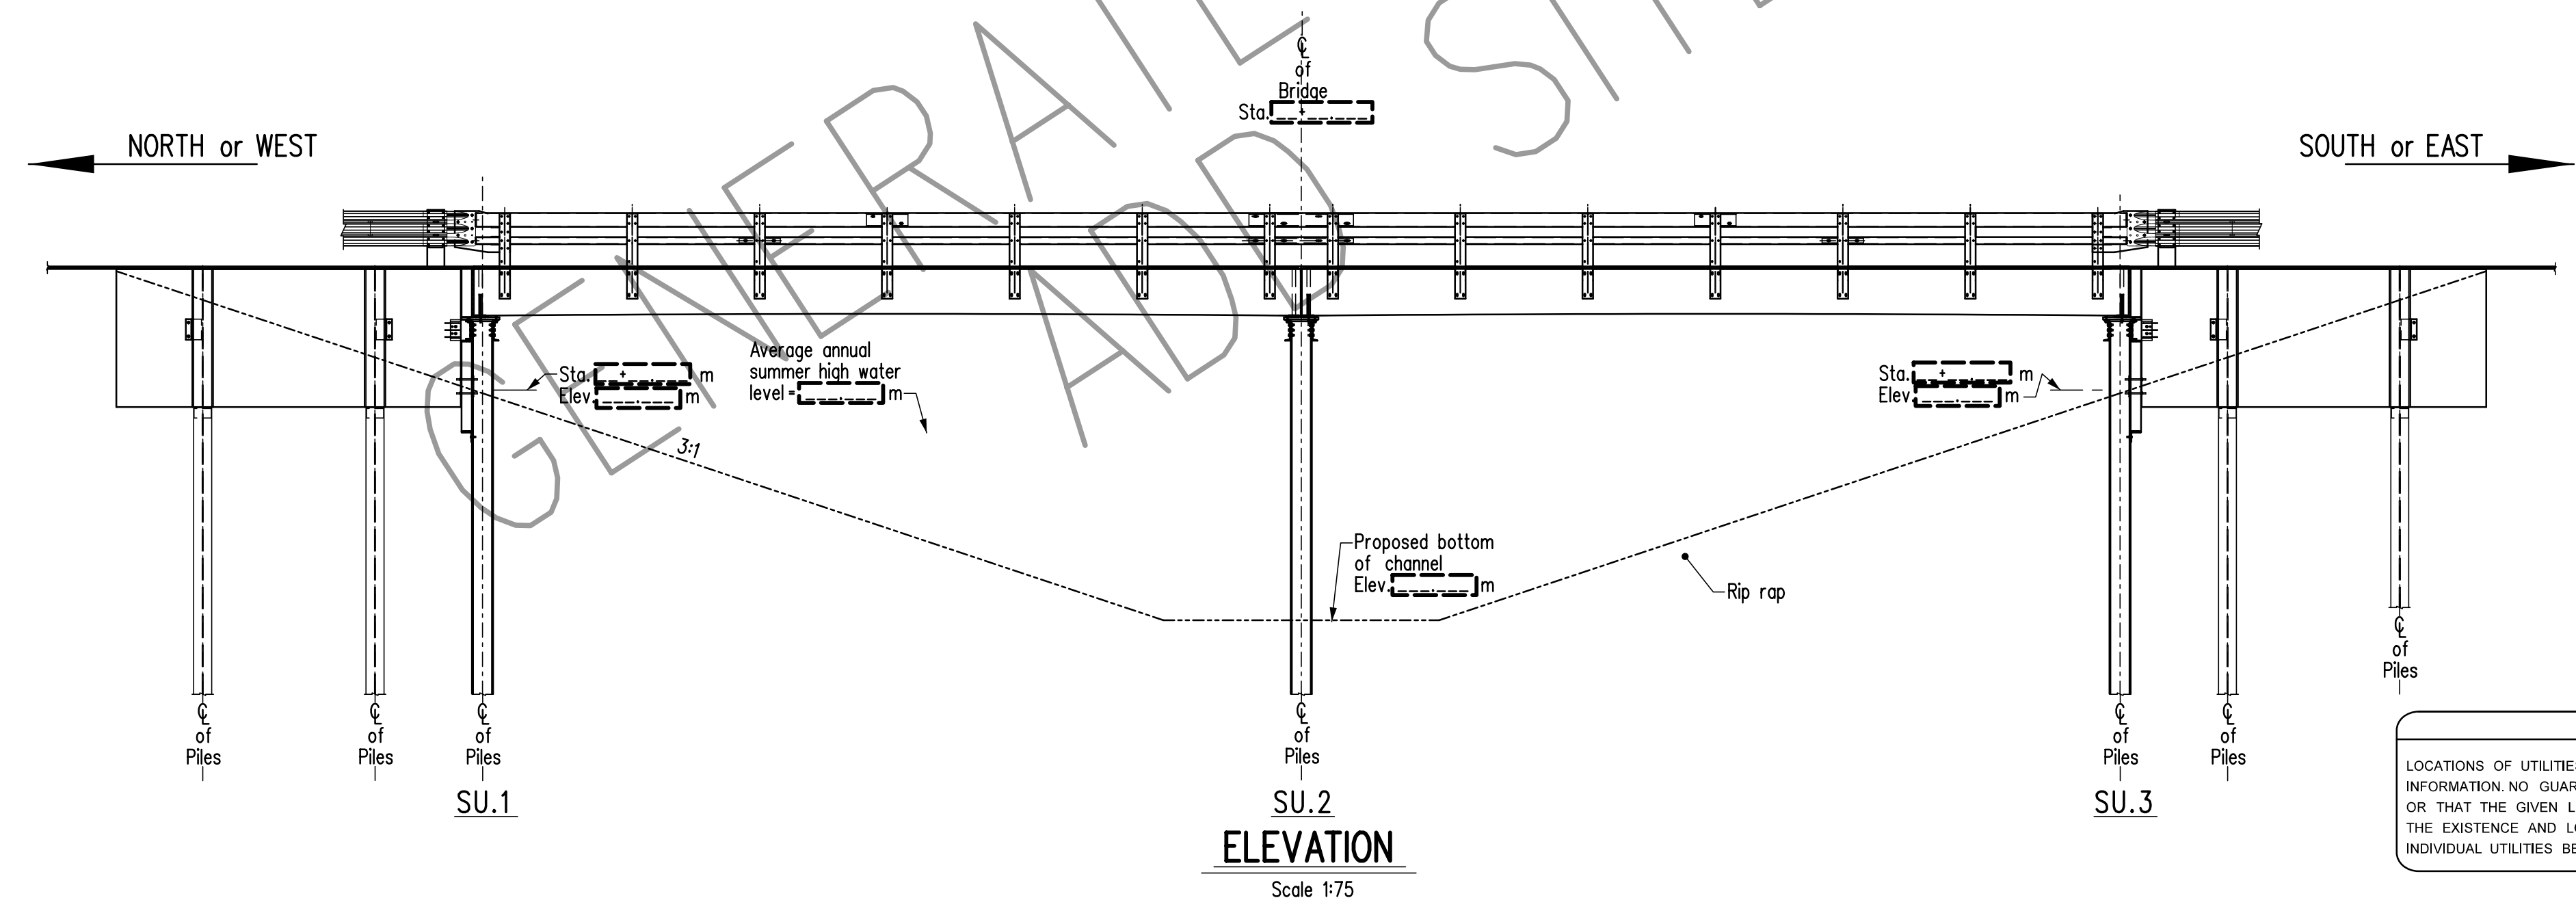 ℄
of
Bridge
Sta. + .
NORTH or WEST
SOUTH or EAST
GENERATE
ADD
Sta. + . m
Elev. . m
Average annual
summer high water
level = . m
Sta. + . m
Elev. . m
3:1
Proposed bottom
of channel
Elev. . m
Rip rap
℄
of
Piles
℄
of
Piles
℄
of
Piles
℄
of
Piles
℄
of
Piles
℄
of
Piles
℄
of
Piles
SU.1
SU.2
SU.3
ELEVATION
Scale 1:75
LOCATIONS OF UTILITIES
INFORMATION. NO GUAR
OR THAT THE GIVEN L
THE EXISTENCE AND LO
INDIVIDUAL UTILITIES BE